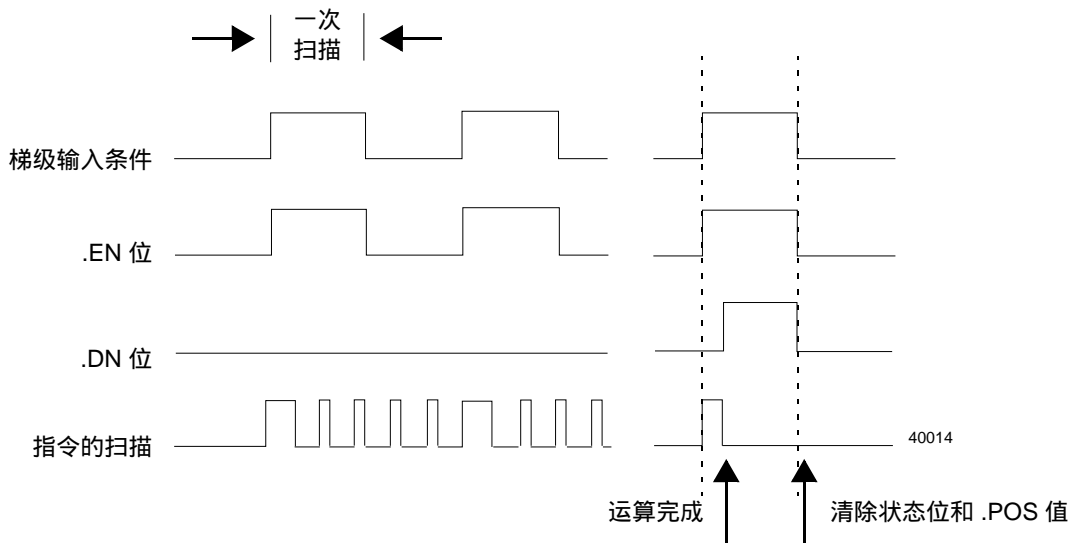 一次
扫描
梯级输入条件
.EN 位
.DN 位
指令的扫描
40014
运算完成
清除状态位和 .POS 值